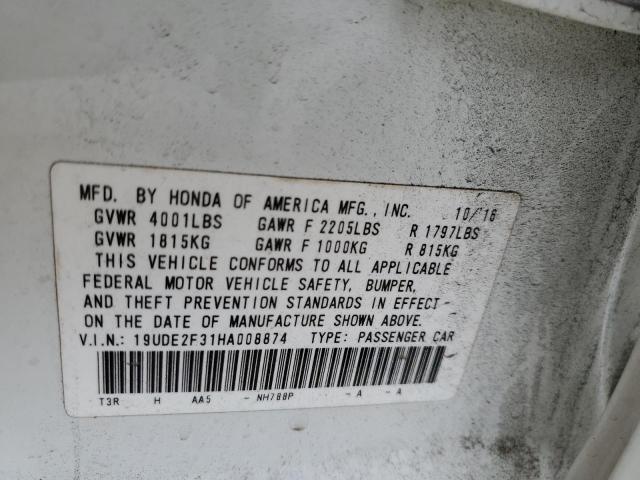 MFD. BY HONDA OF AMERICA MFG., INC. 10/16
GVWR 4001LBS GAWR F 2205LBS R 1797LBS
GVWR 1815KG GAWR F 1000KG R 815KG
THIS VEHICLE CONFORMS TO ALL APPLICABLE
FEDERAL MOTOR VEHICLE SAFETY, BUMPER,
AND THEFT PREVENTION STANDARDS IN EFFECT
ON THE DATE OF MANUFACTURE SHOWN ABOVE.
V.I.N.: 19UDE2F31HA008874 TYPE: PASSENGER CAR
T3R H AA5 - NH788P - A - A